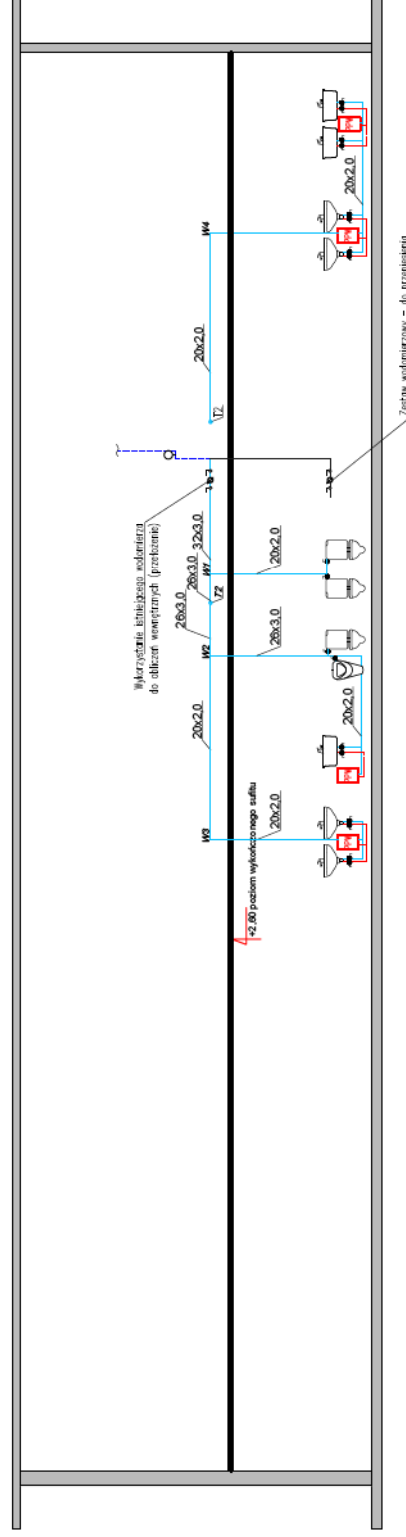 20x2,0
W4
20x2,0
T2
Zestaw wodomierzowy – do przeniesienia
Wykorzystanie istniejącego wodomierza
do obliczeń wewnętrznych (przełożenie)
32x3,0
W1
20x2,0
26x3,0
T2
26x3,0
W2
26x3,0
20x2,0
20x2,0
W3
20x2,0
+2,60 poziom wykończonego sufitu